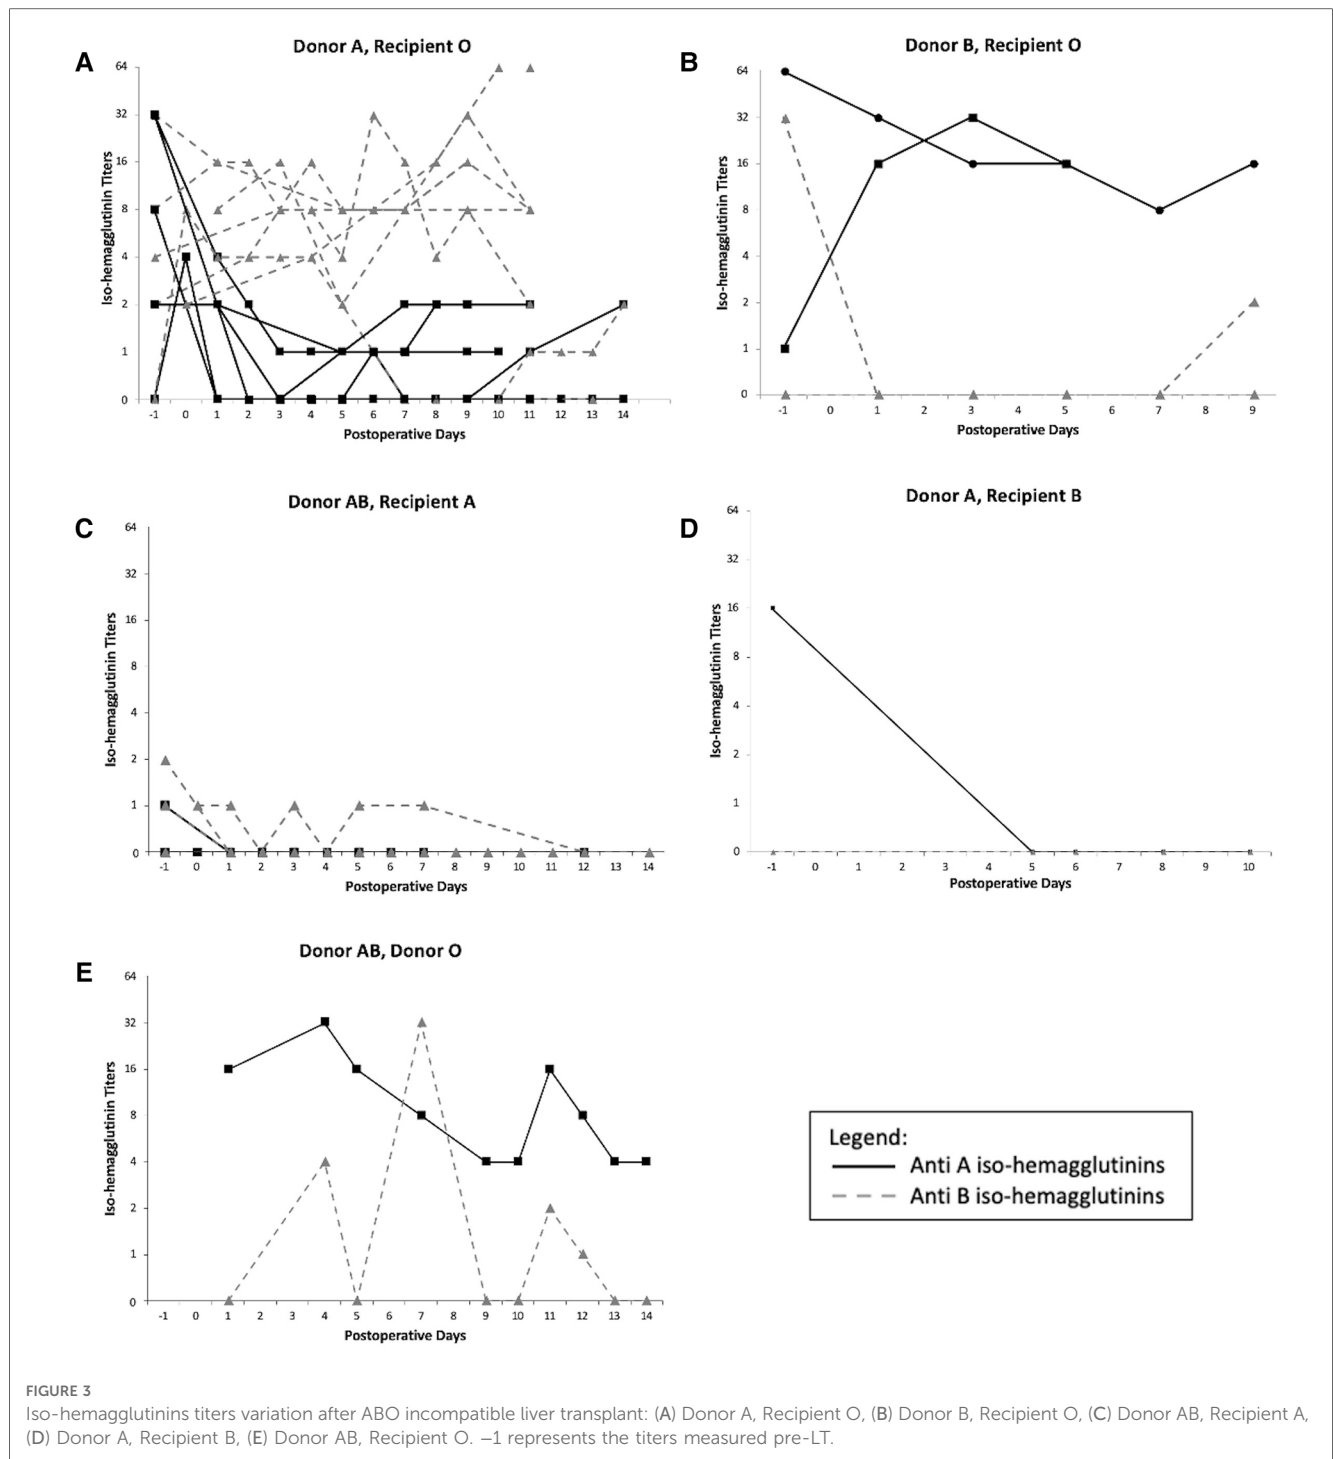 A
Donor A, Recipient O
64
32
16
8
4
2
1
0
Iso-hemagglutinin Titers
-1 0 1 2 3 4 5 6 7 8 9 10 11 12 13 14
Postoperative Days
B
Donor B, Recipient O
64
32
16
8
4
2
1
0
Iso-hemagglutinin Titers
-1 0 1 2 3 4 5 6 7 8 9
Postoperative Days
C
Donor AB, Recipient A
64
32
16
8
4
2
1
0
Iso-hemagglutinin Titers
-1 0 1 2 3 4 5 6 7 8 9 10 11 12 13 14
Postoperative Days
D
Donor A, Recipient B
64
32
16
8
4
2
1
0
Iso-hemagglutinin Titers
-1 0 1 2 3 4 5 6 7 8 10
Postoperative Days
E
Donor AB, Donor O
64
32
16
8
4
2
1
0
Iso-hemagglutinin Titers
-1 0 1 2 3 4 5 6 7 8 9 10 11 12 13 14
Postoperative Days
Legend:
Anti A iso-hemagglutinins
Anti B iso-hemagglutinins
FIGURE 3
Iso-hemagglutinins titers variation after ABO incompatible liver transplant: (A) Donor A, Recipient O, (B) Donor B, Recipient O, (C) Donor AB, Recipient A,
(D) Donor A, Recipient B, (E) Donor AB, Recipient O. −1 represents the titers measured pre-LT.